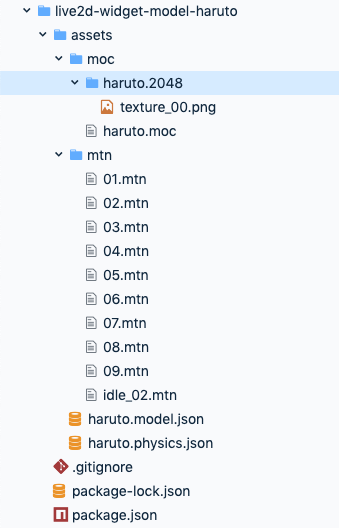 live2d-widget-model-haruto
assets
moc
haruto.2048
texture_00.png
haruto.moc
mtn
01.mtn
02.mtn
03.mtn
04.mtn
05.mtn
06.mtn
07.mtn
08.mtn
09.mtn
idle_02.mtn
haruto.model.json
haruto.physics.json
.gitignore
package-lock.json
package.json